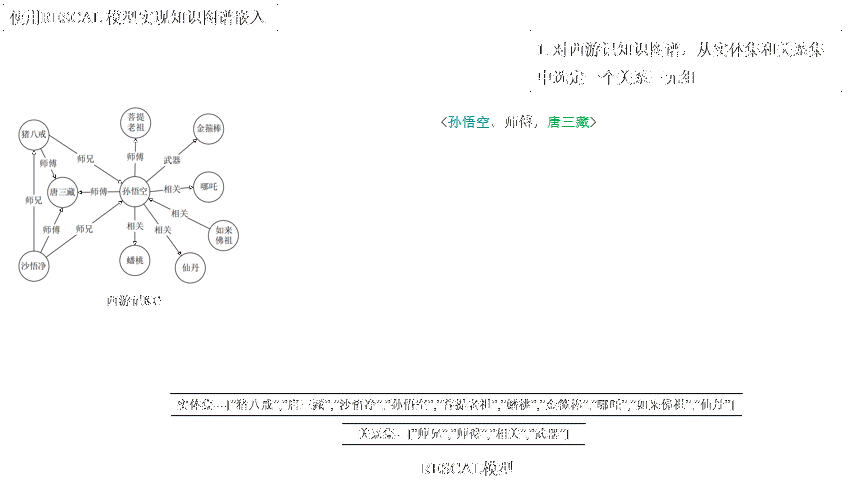 使用RESCAL 模型实现知识图谱嵌入
1. 对西游记知识图谱，从实体集和关系集
中选定一个关系三元组
<孙悟空，师傅，唐三藏>
菩提
老祖
金箍棒
猪八戒
师兄
师傅
师傅
武器
哪吒
唐三藏
师傅
孙悟空
相关
师兄
相关
师傅
师兄
相关
相关
如来
佛祖
沙悟净
蟠桃
仙丹
西游记KG
实体集=["猪八戒","唐三藏","沙悟净","孙悟空","菩提老祖","蟠桃","金箍棒","哪吒","如来佛祖","仙丹"]
关系集=["师兄","师傅","相关","武器"]
RESCAL模型